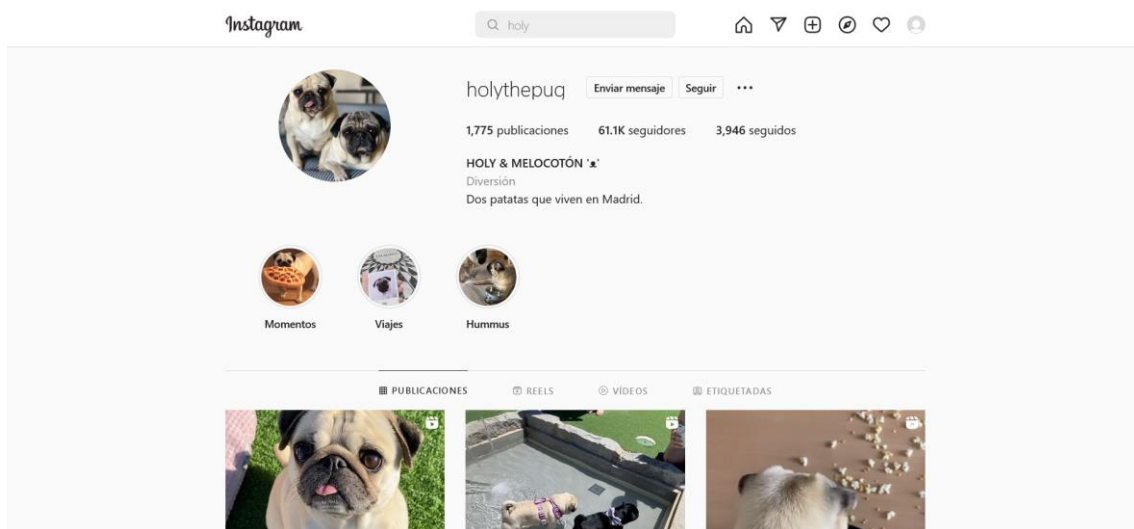 Instagram
holy
holythepug
Enviar mensaje
Seguir
1,775 publicaciones 61.1K seguidores 3,946 seguidos
HOLY & MELOCOTÓN 'ᴥ'
Diversión
Dos patatas que viven en Madrid.
Momentos Viajes Hummus
PUBLICACIONES REELS VÍDEOS ETIQUETADAS